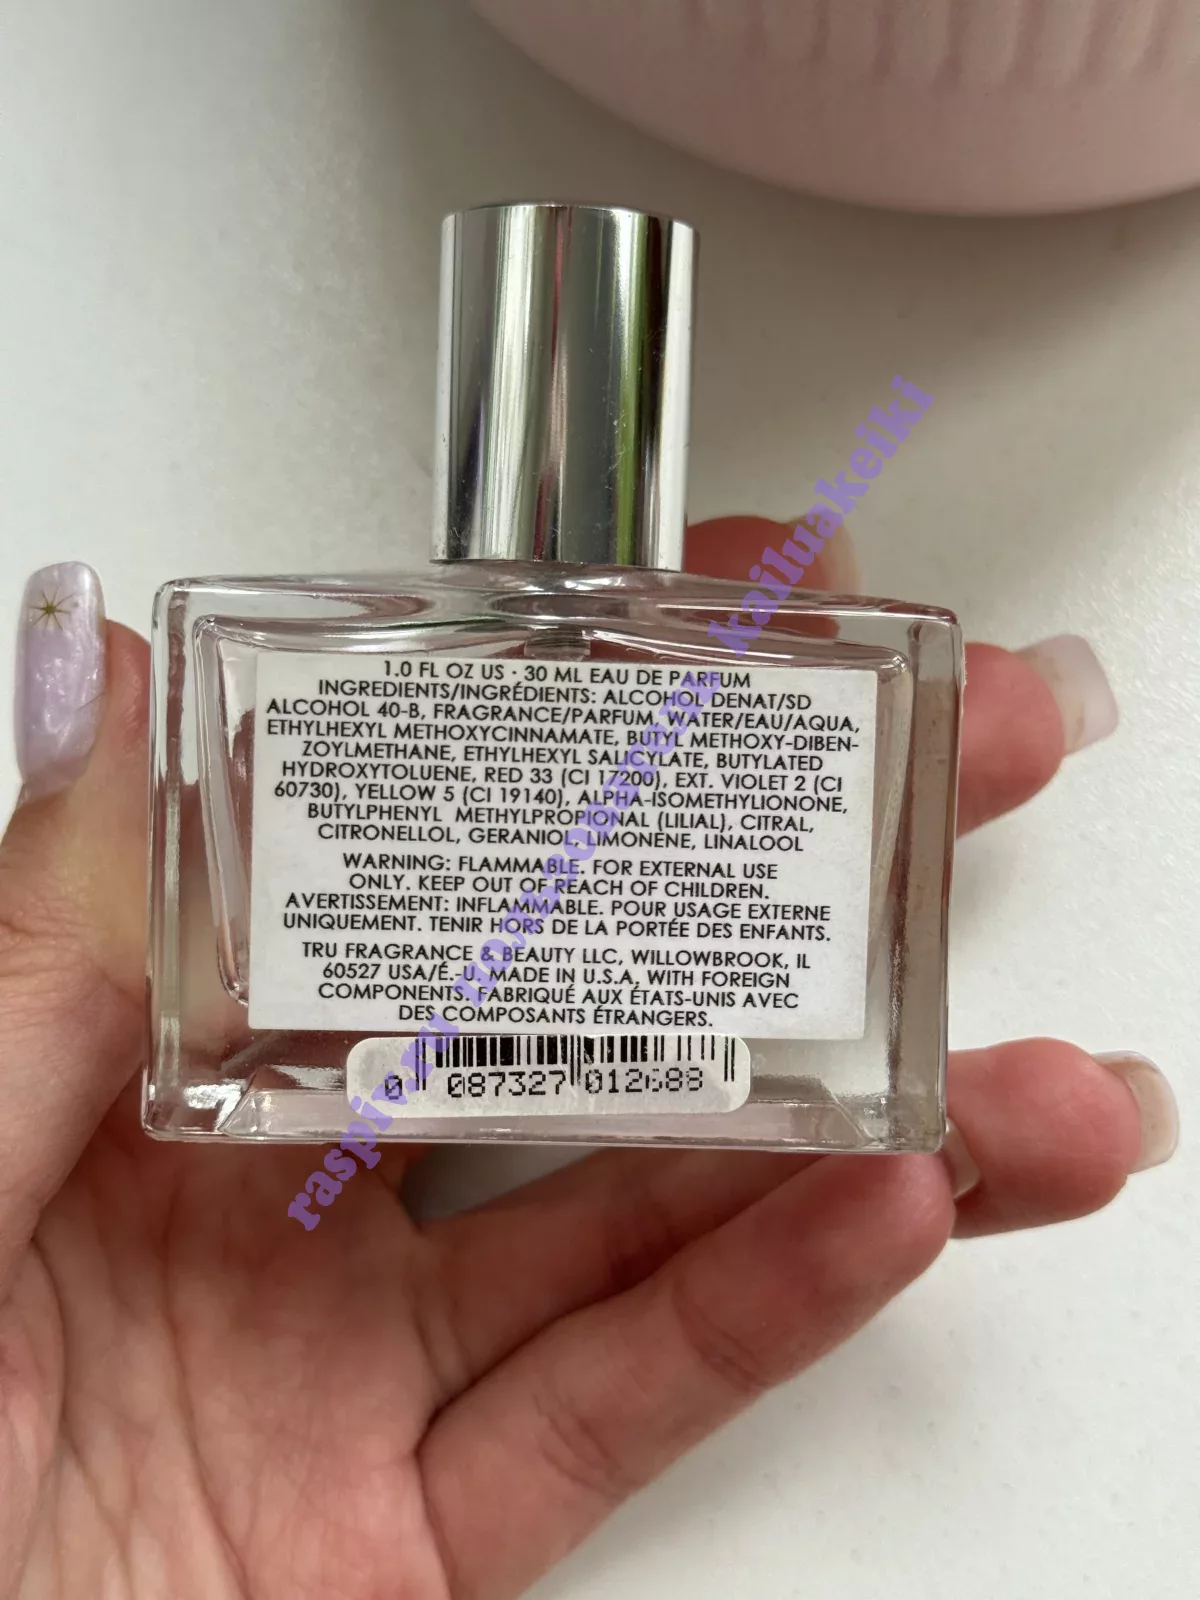 1.0 FL OZ US · 30 ML EAU DE PARFUM
INGREDIENTS/INGRÉDIENTS: ALCOHOL DENAT/SD
ALCOHOL 40-B, FRAGRANCE/PARFUM, WATER/EAU/AQUA,
ETHYLHEXYL METHOXYCINNAMATE, BUTYL METHOXY-DIBEN-
ZOYLMETHANE, ETHYLHEXYL SALICYLATE, BUTYLATED
HYDROXYTOLUENE, RED 33 (CI 17200), EXT. VIOLET 2 (CI
60730), YELLOW 5 (CI 19140), ALPHA-ISOMETHYLIONONE,
BUTYLPHENYL METHYLPROPIONAL (LILIAL), CITRAL,
CITRONELLOL, GERANIOL, LIMONENE, LINALOOL
WARNING: FLAMMABLE. FOR EXTERNAL USE
ONLY. KEEP OUT OF REACH OF CHILDREN.
AVERTISSEMENT: INFLAMMABLE. POUR USAGE EXTERNE
UNIQUEMENT. TENIR HORS DE LA PORTÉE DES ENFANTS.
TRU FRAGRANCE & BEAUTY LLC, WILLOWBROOK, IL
60527 USA/É.-U. MADE IN U.S.A. WITH FOREIGN
COMPONENTS. FABRIQUÉ AUX ÉTATS-UNIS AVEC
DES COMPOSANTS ÉTRANGERS.
0 087327 012688
raspiv.ru пользователь kailuakeiki